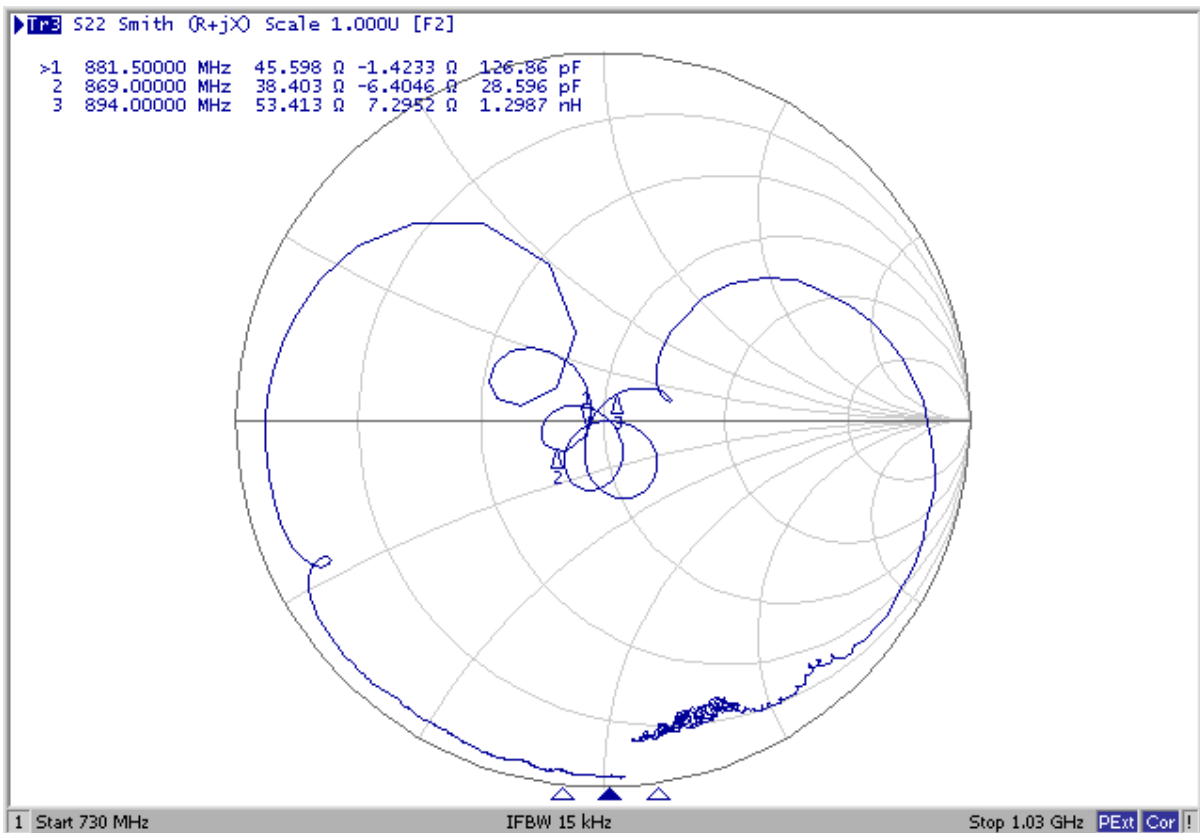 Tr3 S22 Smith (R+jX) Scale 1.000U [F2]
>1 881.50000 MHz 45.598 Ω -1.4233 Ω 126.86 pF
2 869.00000 MHz 38.403 Ω -6.4046 Ω 28.596 pF
3 894.00000 MHz 53.413 Ω 7.2952 Ω 1.2987 nH
1
3
2
1 Start 730 MHz IFBW 15 kHz Stop 1.03 GHz PExt Cor !